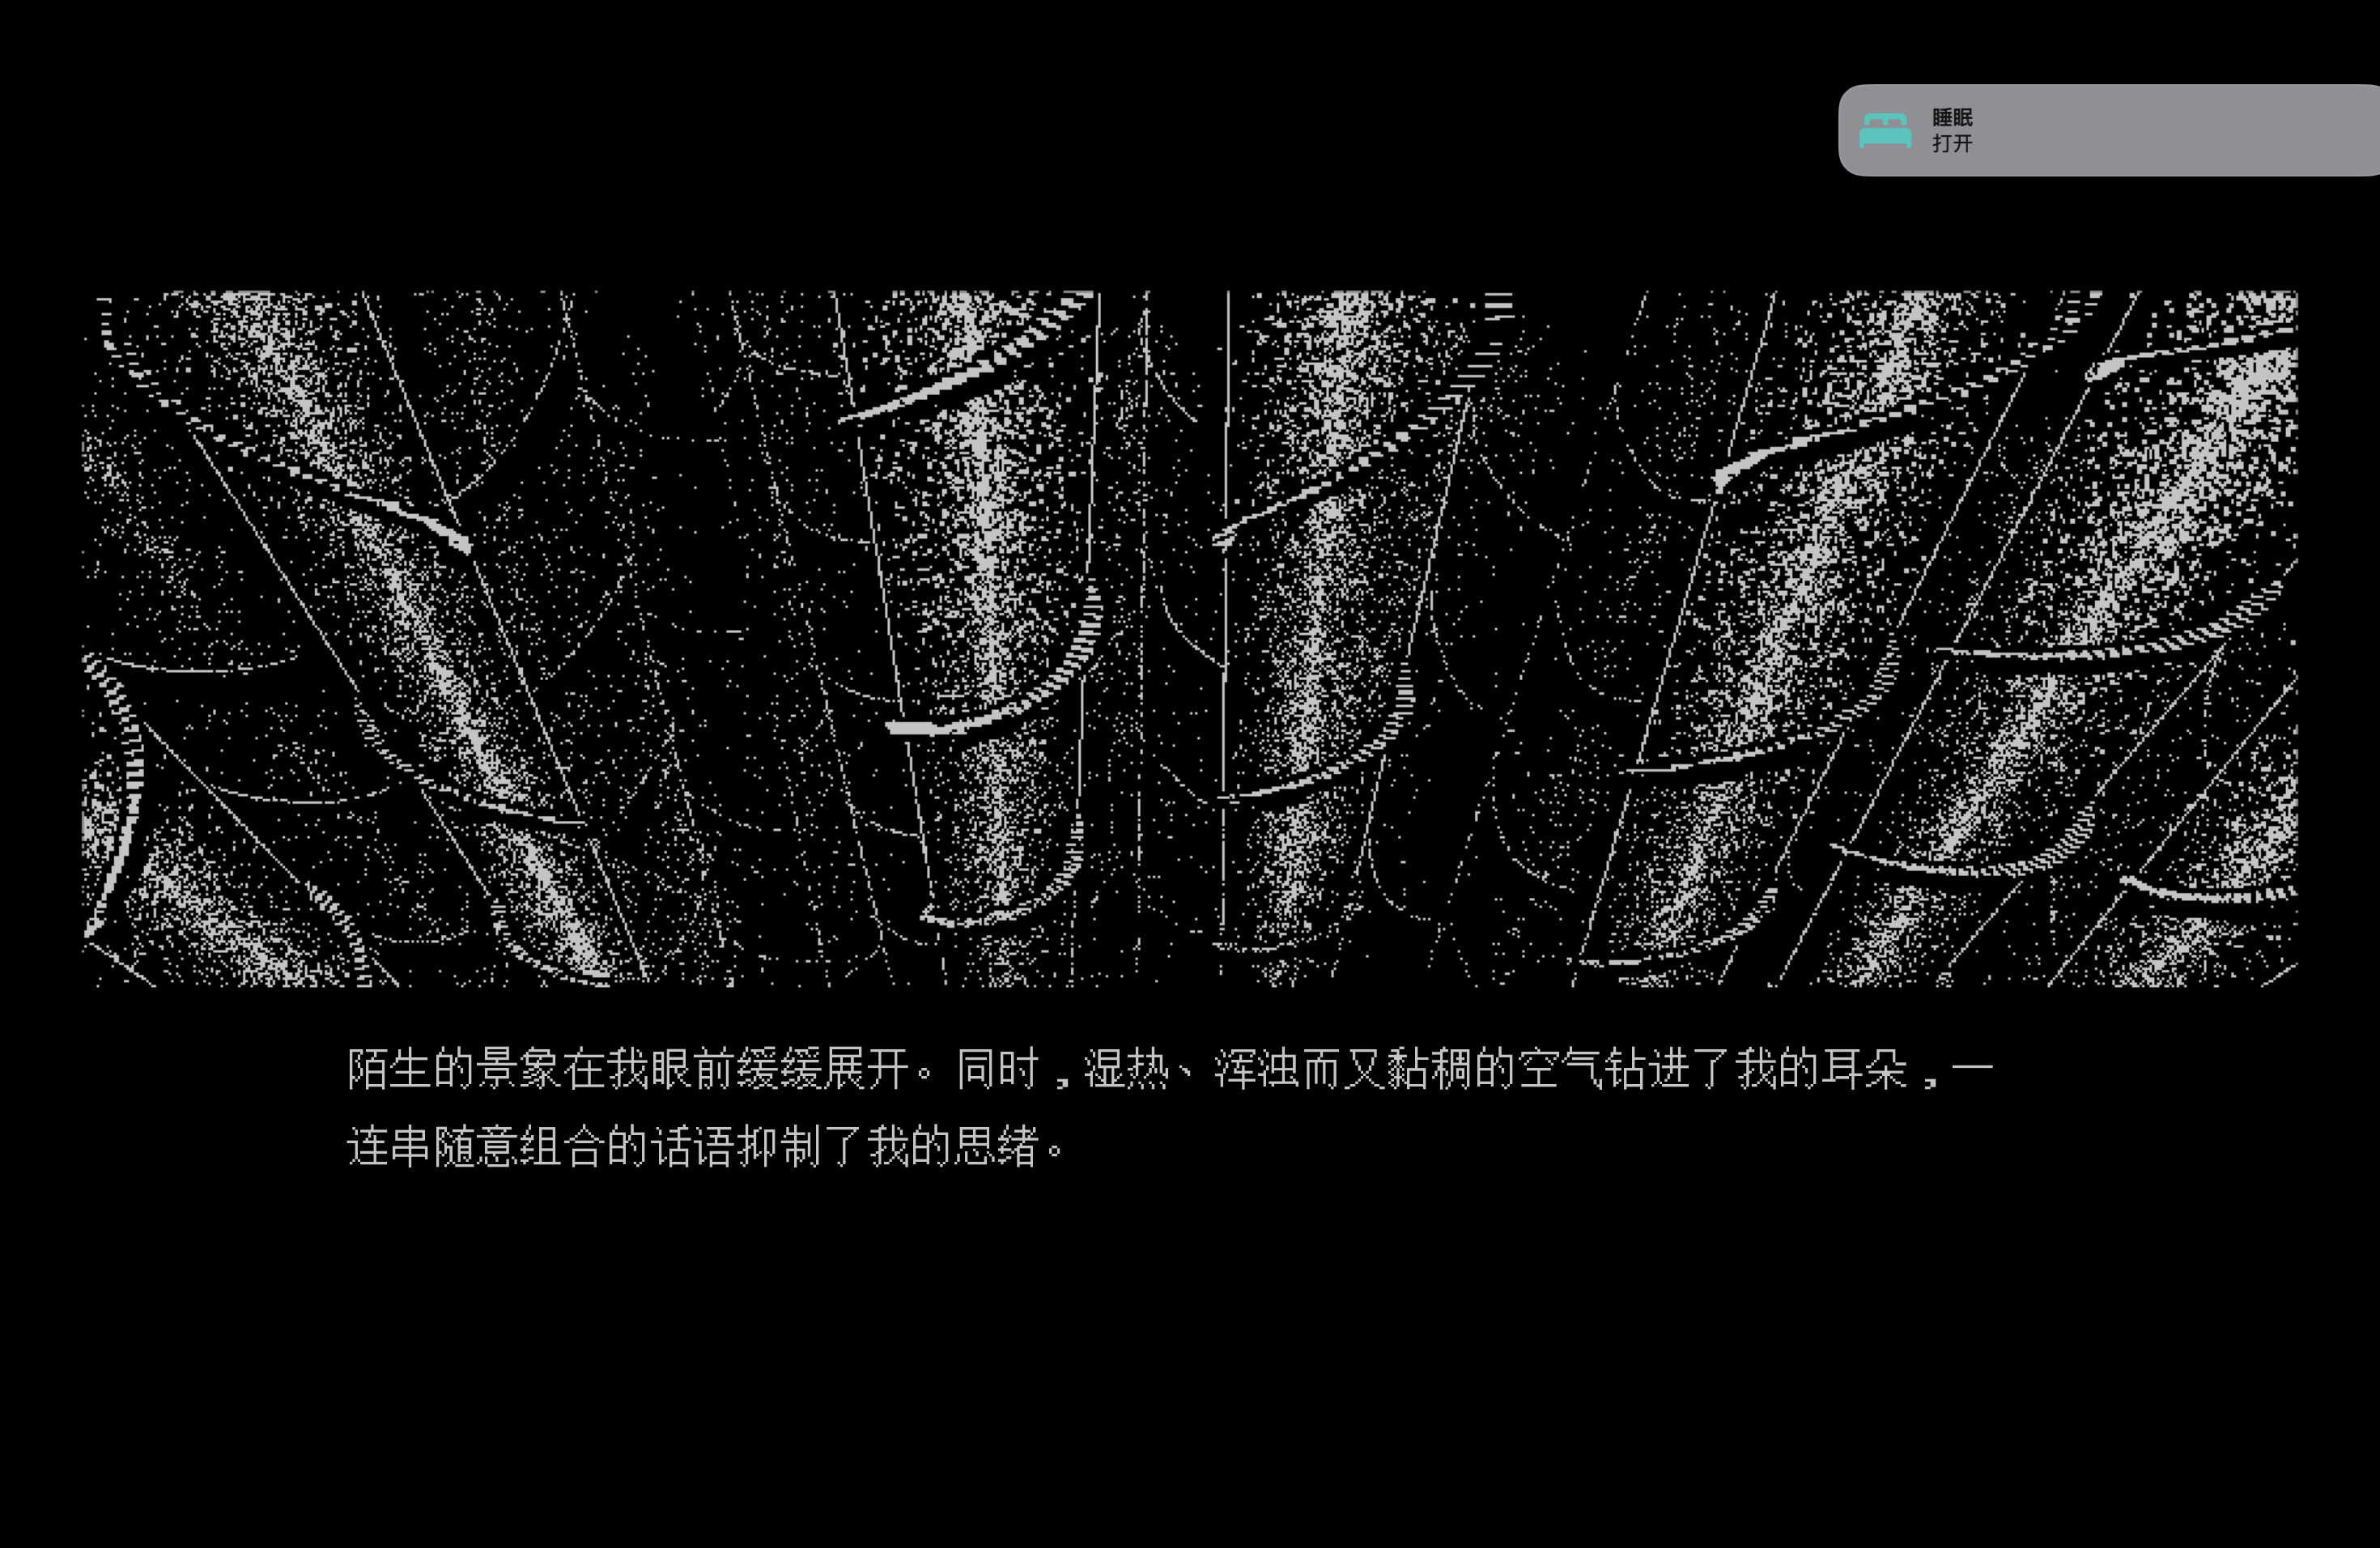 睡眠
打开
陌生的景象在我眼前缓缓展开。同时，湿热、浑浊而又黏稠的空气钻进了我的耳朵，一
连串随意组合的话语抑制了我的思绪。